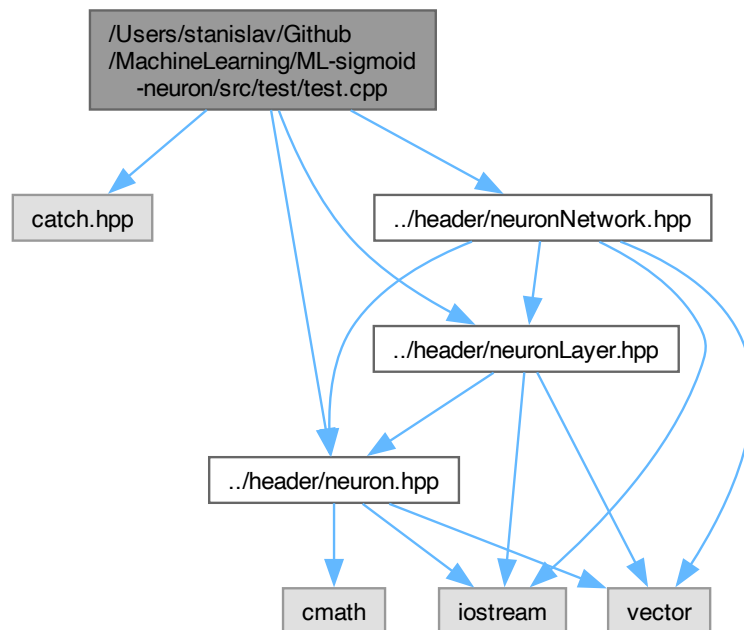 /Users/stanislav/Github
/MachineLearning/ML-sigmoid
-neuron/src/test/test.cpp
catch.hpp
../header/neuronNetwork.hpp
../header/neuronLayer.hpp
../header/neuron.hpp
cmath
iostream
vector